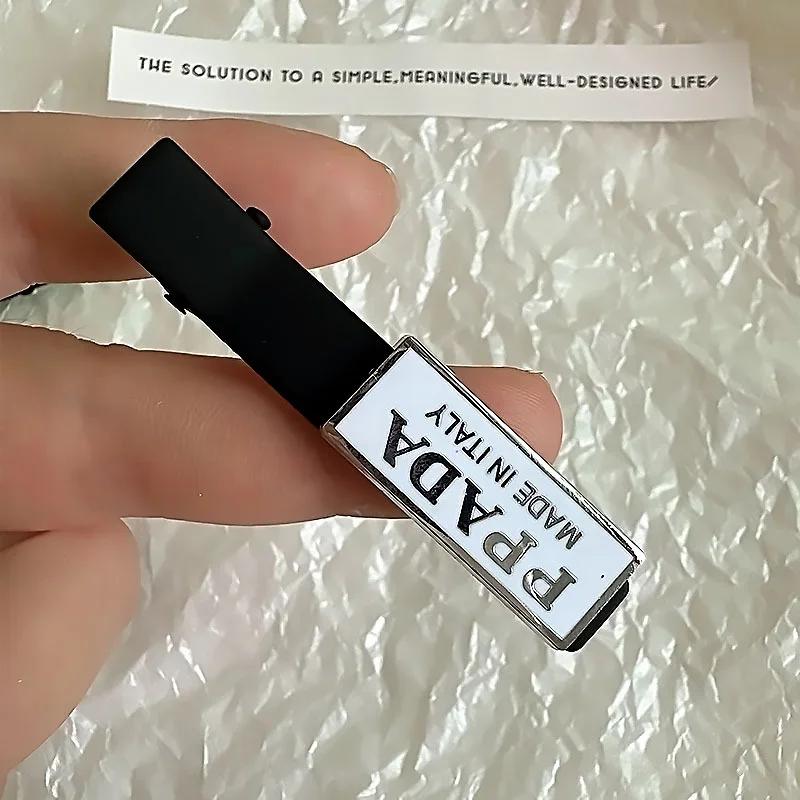 THE SOLUTION TO A SIMPLE,MEANINGFUL,WELL-DESIGNED LIFE/
PPADA
MADE IN ITALY